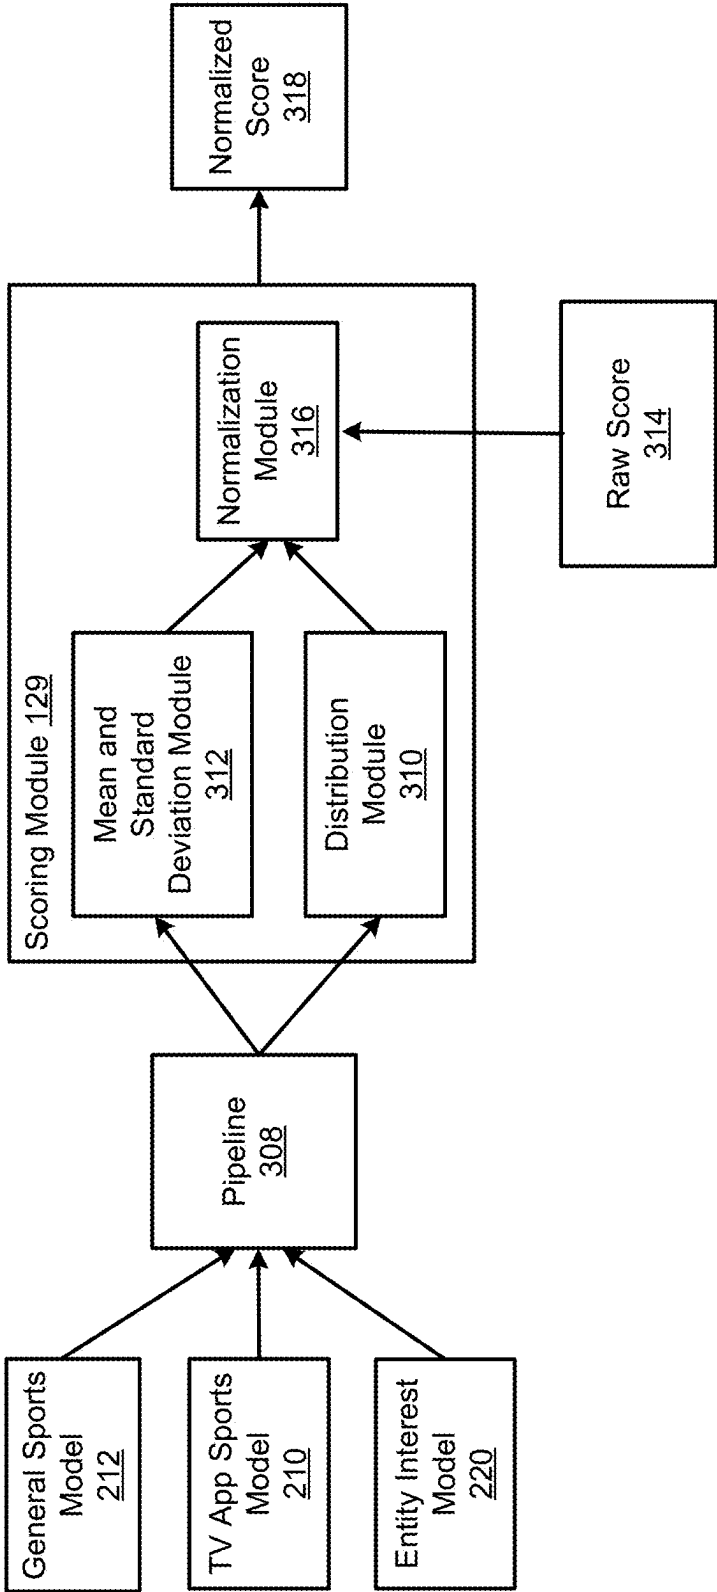 General Sports
Model
212
TV App Sports
Model
210
Entity Interest
Model
220
Pipeline
308
Scoring Module 129
Mean and
Standard
Deviation Module
312
Distribution
Module
310
Normalization
Module
316
Raw Score
314
Normalized
Score
318